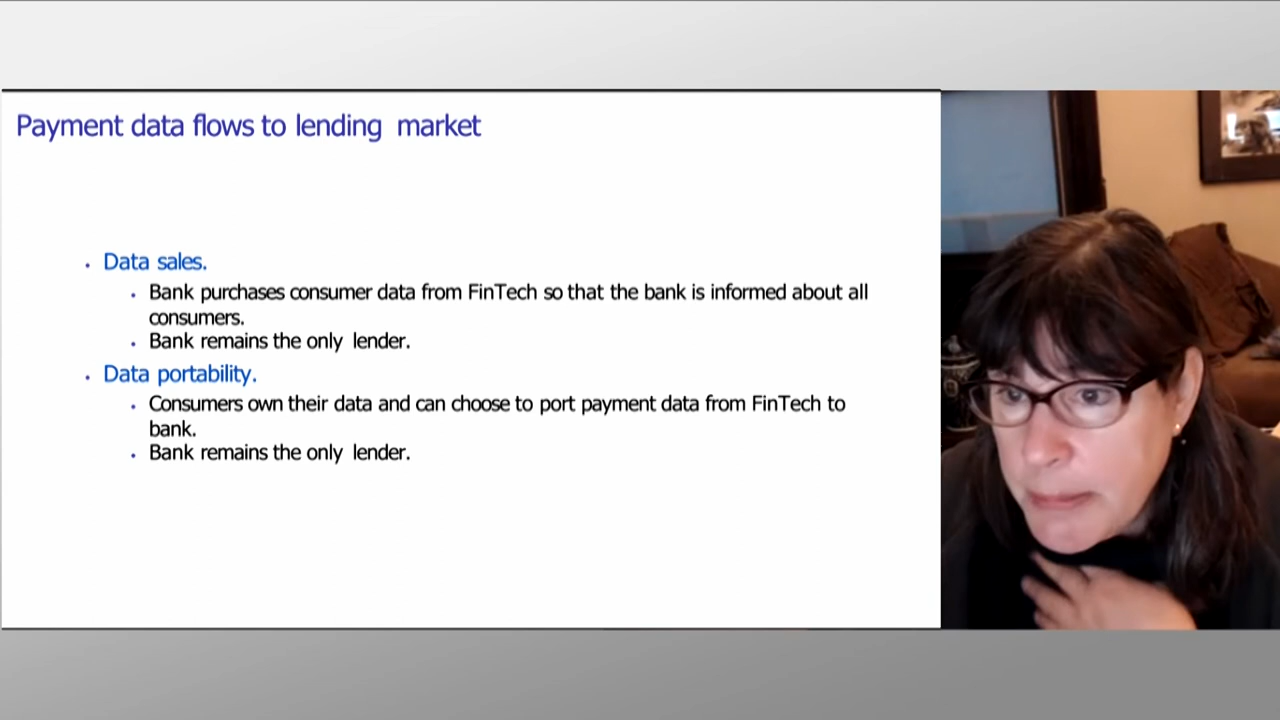 Payment data flows to lending market
• Data sales.
• Bank purchases consumer data from FinTech so that the bank is informed about all
consumers.
• Bank remains the only lender.
• Data portability.
• Consumers own their data and can choose to port payment data from FinTech to
bank.
• Bank remains the only lender.